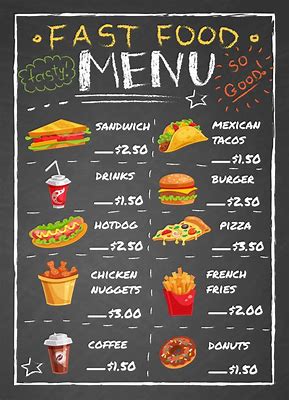 FAST FOOD
MENU
tasty!
SO GOOD!
SANDWICH
$2.50
MEXICAN
TACOS
$1.50
DRINKS
$1.50
BURGER
$2.50
HOTDOG
$2.50
PIZZA
$3.50
CHICKEN
NUGGETS
$3.00
FRENCH
FRIES
$2.00
COFFEE
$1.50
DONUTS
$1.50